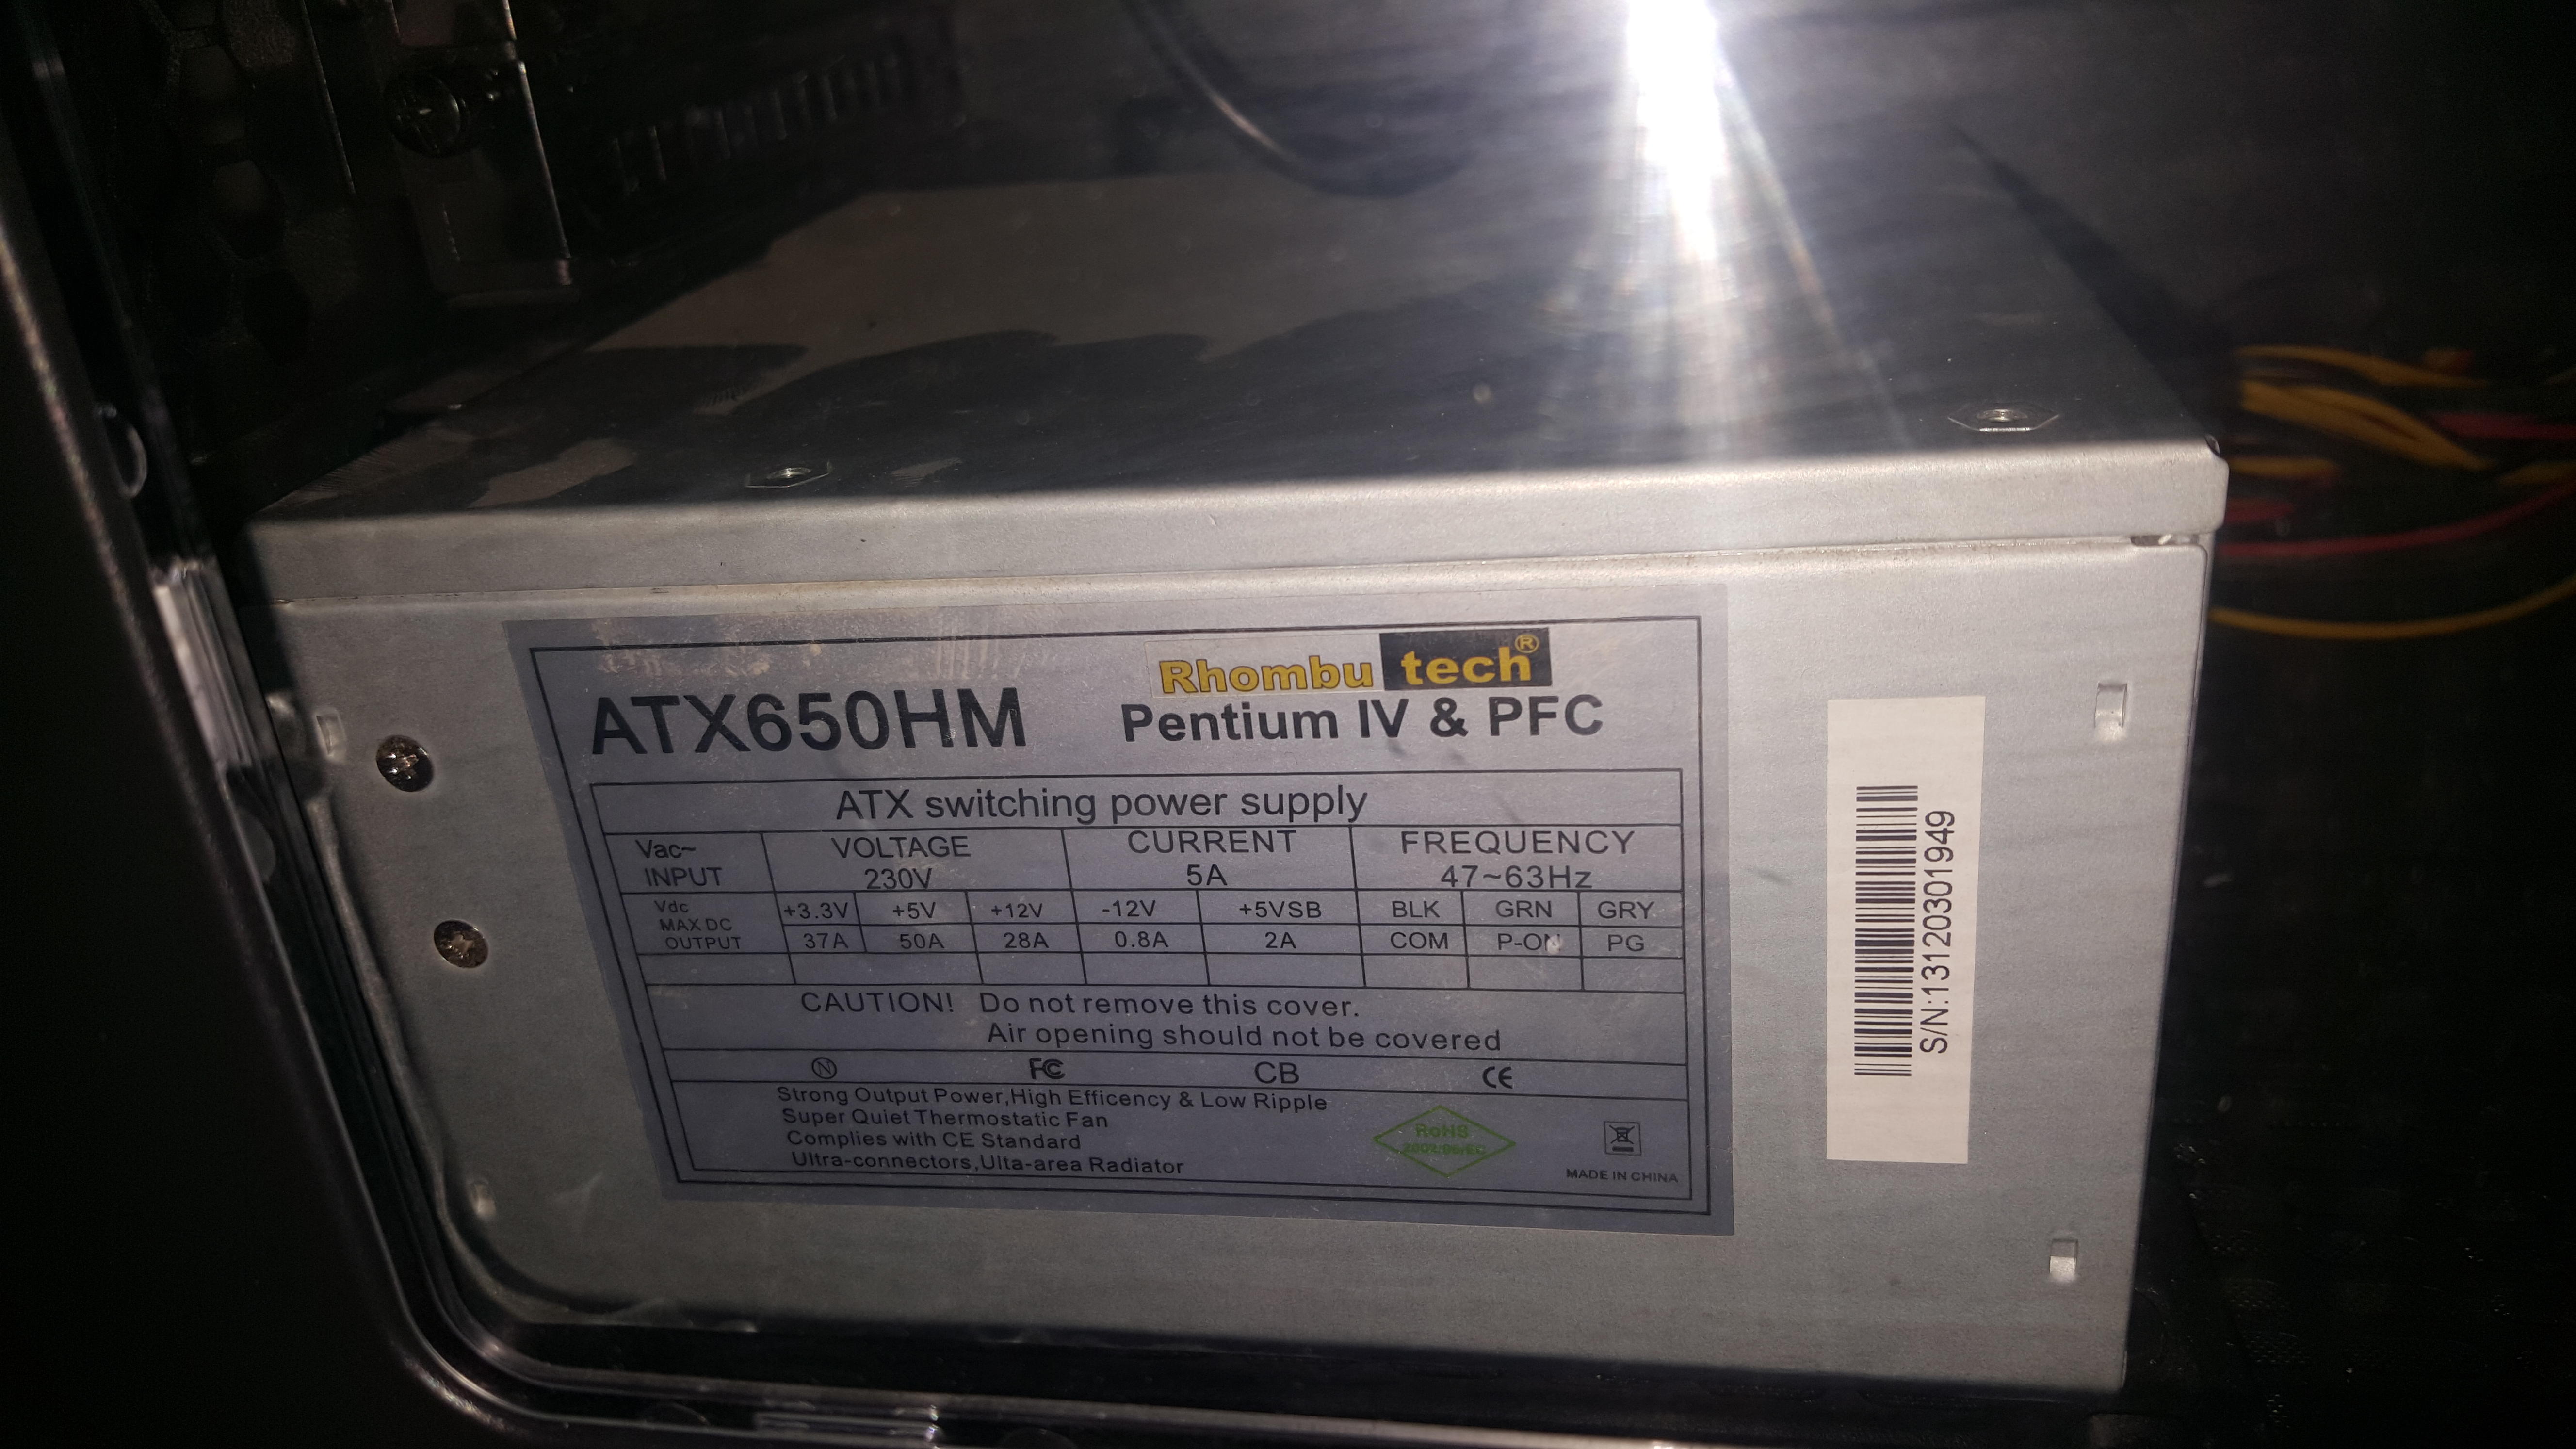 Rhombu tech®
ATX650HM Pentium IV & PFC
ATX switching power supply
Vac~ INPUT VOLTAGE 230V CURRENT 5A FREQUENCY 47~63Hz
Vdc MAX DC OUTPUT +3.3V +5V +12V -12V +5VSB BLK GRN GRY
37A 50A 28A 0.8A 2A COM P-ON PG
CAUTION! Do not remove this cover.
Air opening should not be covered
N FC CB CE
Strong Output Power,High Efficency & Low Ripple
Super Quiet Thermostatic Fan
Complies with CE Standard
Ultra-connectors,Ulta-area Radiator
RoHS
2002/95/EC
MADE IN CHINA
S/N:13120301949